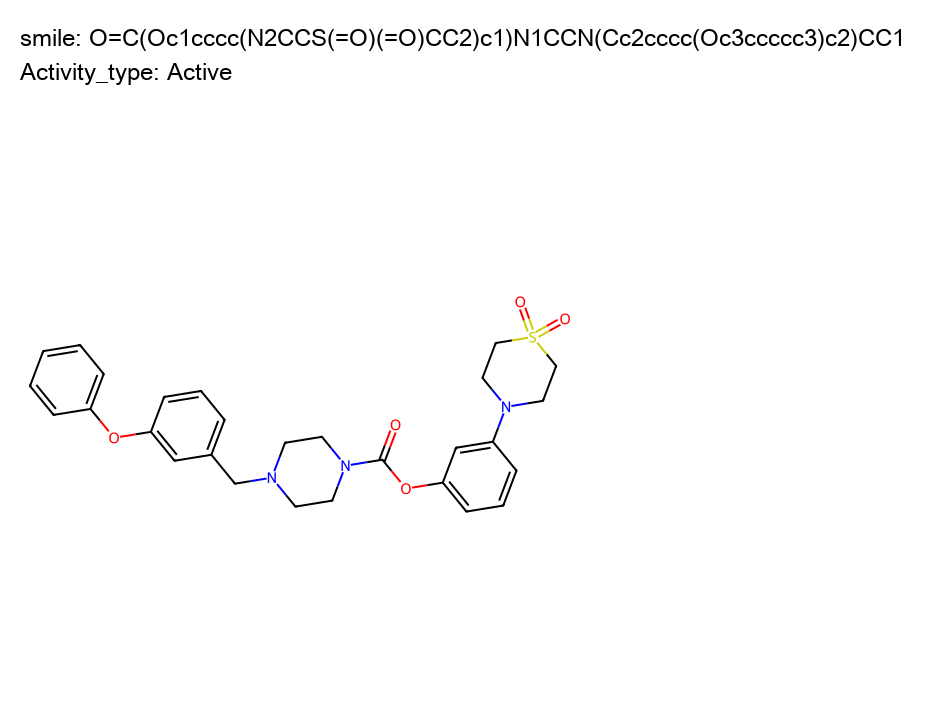 smile: O=C(Oc1cccc(N2CCS(=O)(=O)CC2)c1)N1CCN(Cc2cccc(Oc3ccccc3)c2)CC1
Activity_type: Active
O
O
S
N
O
O
N
N
O